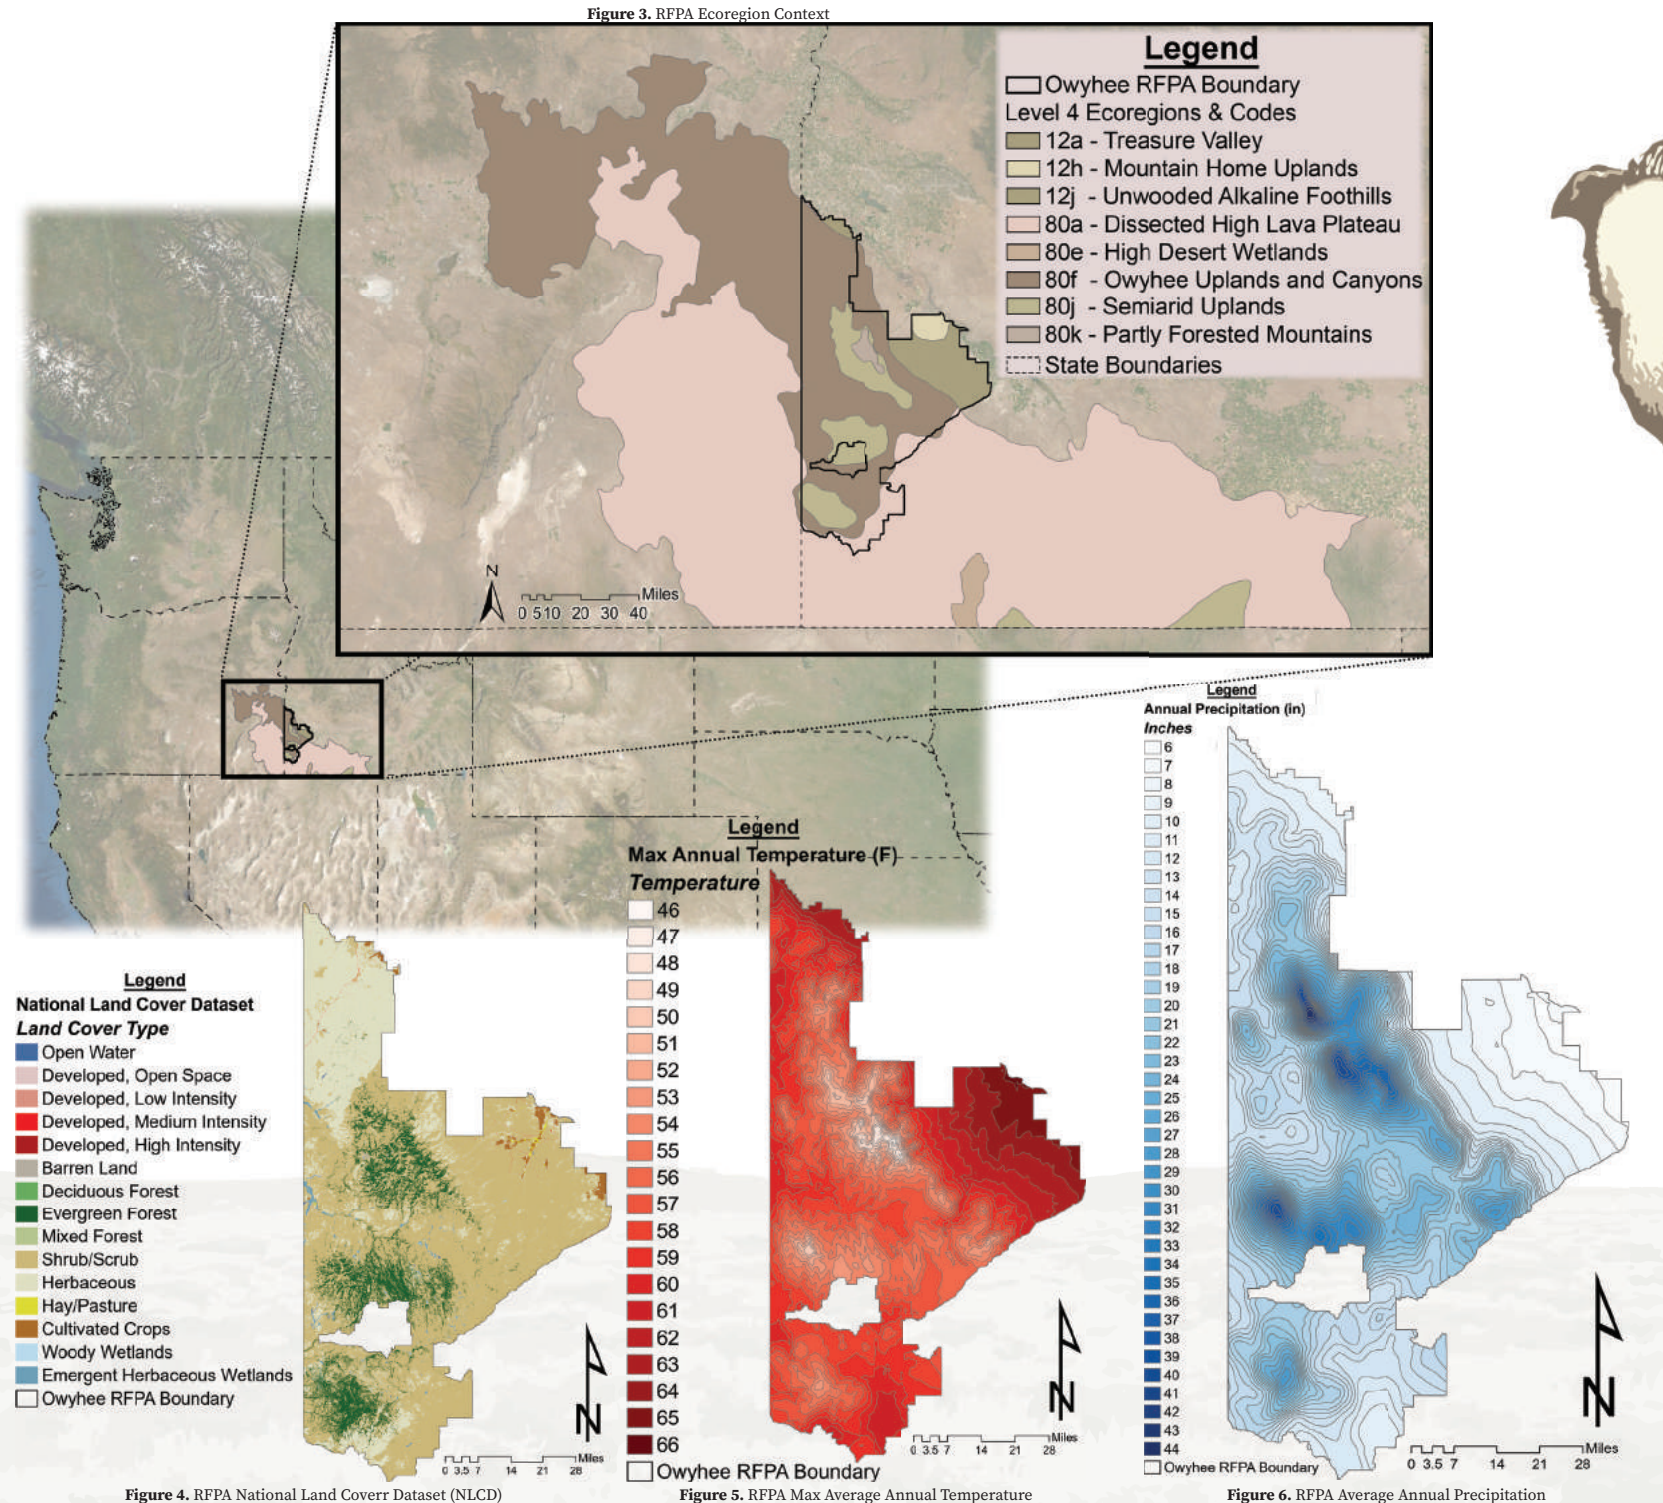 Figure 3. RFPA Ecoregion Context
Legend
Owyhee RFPA Boundary
Level 4 Ecoregions & Codes
12a - Treasure Valley
12h - Mountain Home Uplands
12j - Unwooded Alkaline Foothills
80a - Dissected High Lava Plateau
80e - High Desert Wetlands
80f - Owyhee Uplands and Canyons
80j - Semiarid Uplands
80k - Partly Forested Mountains
State Boundaries
N
Miles
0 5 10 20 30 40
Legend
National Land Cover Dataset
Land Cover Type
Open Water
Developed, Open Space
Developed, Low Intensity
Developed, Medium Intensity
Developed, High Intensity
Barren Land
Deciduous Forest
Evergreen Forest
Mixed Forest
Shrub/Scrub
Herbaceous
Hay/Pasture
Cultivated Crops
Woody Wetlands
Emergent Herbaceous Wetlands
Owyhee RFPA Boundary
N
Miles
0 3.5 7 14 21 28
Figure 4. RFPA National Land Coverr Dataset (NLCD)
Legend
Max Annual Temperature (F)
Temperature
46
47
48
49
50
51
52
53
54
55
56
57
58
59
60
61
62
63
64
65
66
Owyhee RFPA Boundary
N
Miles
0 3.5 7 14 21 28
Figure 5. RFPA Max Average Annual Temperature
Legend
Annual Precipitation (in)
Inches
6
7
8
9
10
11
12
13
14
15
16
17
18
19
20
21
22
23
24
25
26
27
28
29
30
31
32
33
34
35
36
37
38
39
40
41
42
43
44
Owyhee RFPA Boundary
N
Miles
0 3.5 7 14 21 28
Figure 6. RFPA Average Annual Precipitation